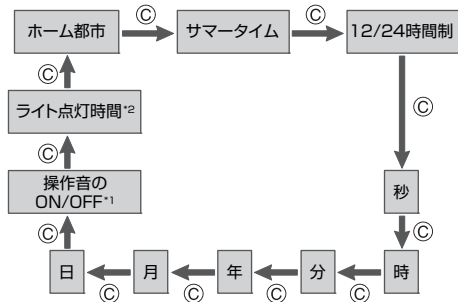 ホーム都市 Ⓒ サマータイム Ⓒ 12/24時間制
Ⓒ
ライト点灯時間*2
Ⓒ
Ⓒ
操作音の
ON/OFF*1
秒
Ⓒ
Ⓒ
日 Ⓒ 月 Ⓒ 年 Ⓒ 分 Ⓒ 時